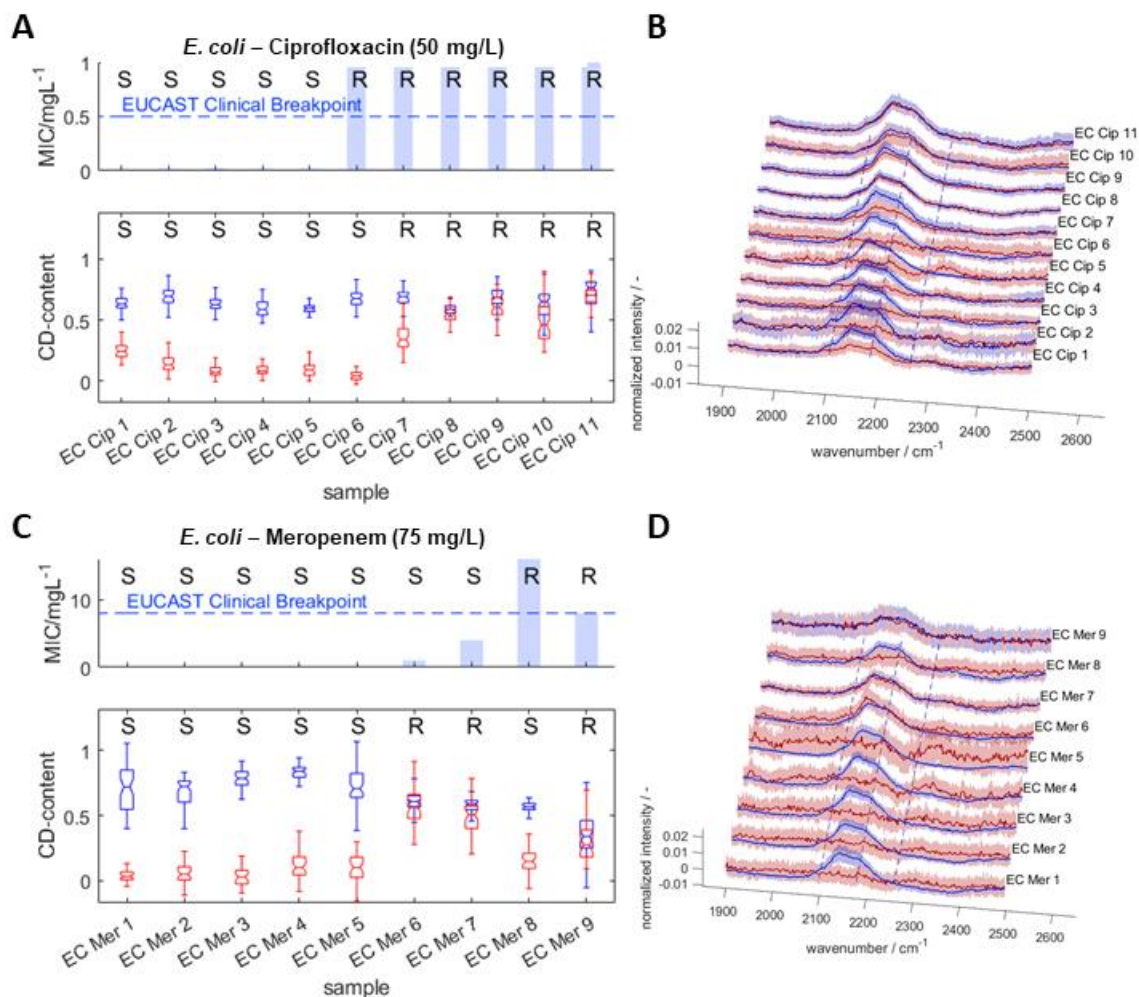 A
E. coli – Ciprofloxacin (50 mg/L)
MIC/mgL-1
1
0.5
0
S S S S S R R R R R R
EUCAST Clinical Breakpoint
CD-content
1
0.5
0
S S S S S S R R R R R
EC Cip 1
EC Cip 2
EC Cip 3
EC Cip 4
EC Cip 5
EC Cip 6
EC Cip 7
EC Cip 8
EC Cip 9
EC Cip 10
EC Cip 11
sample
B
EC Cip 11
EC Cip 10
EC Cip 9
EC Cip 8
EC Cip 7
EC Cip 6
EC Cip 5
EC Cip 4
EC Cip 3
EC Cip 2
EC Cip 1
normalized intensity / -
0.02
0.01
0
-0.01
1900 2000 2100 2200 2300 2400 2500 2600
wavenumber / cm-1
C
E. coli – Meropenem (75 mg/L)
MIC/mgL-1
10
0
S S S S S S S R R
EUCAST Clinical Breakpoint
CD-content
1
0.5
0
S S S S S R R S R
EC Mer 1
EC Mer 2
EC Mer 3
EC Mer 4
EC Mer 5
EC Mer 6
EC Mer 7
EC Mer 8
EC Mer 9
sample
D
EC Mer 9
EC Mer 8
EC Mer 7
EC Mer 6
EC Mer 5
EC Mer 4
EC Mer 3
EC Mer 2
EC Mer 1
normalized intensity / -
0.02
0.01
0
-0.01
1900 2000 2100 2200 2300 2400 2500 2600
wavenumber / cm-1